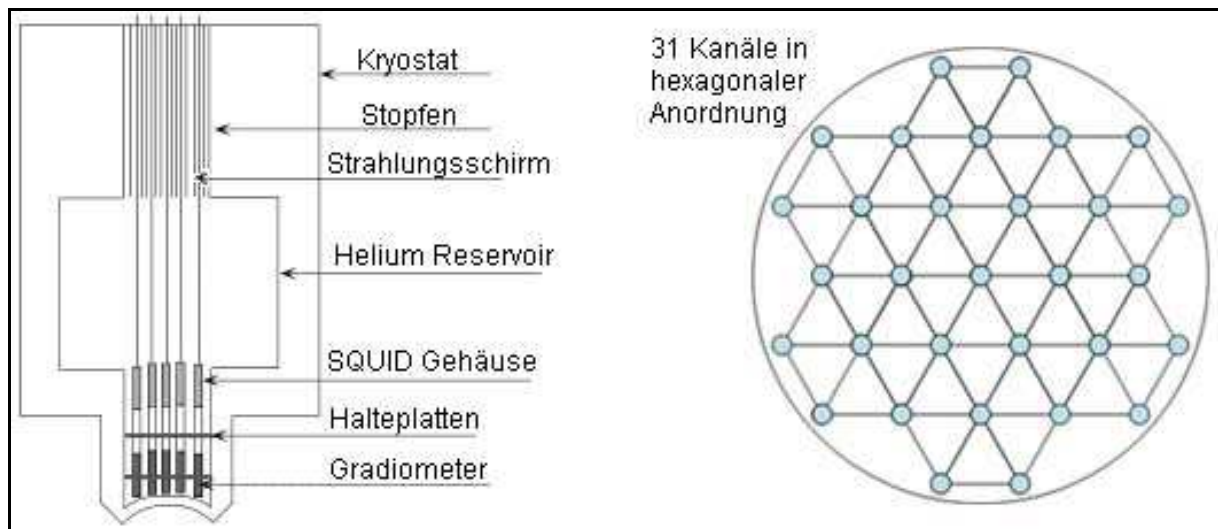 Kryostat
Stopfen
Strahlungsschirm
Helium Reservoir
SQUID Gehäuse
Halteplatten
Gradiometer
31 Kanäle in
hexagonaler
Anordnung